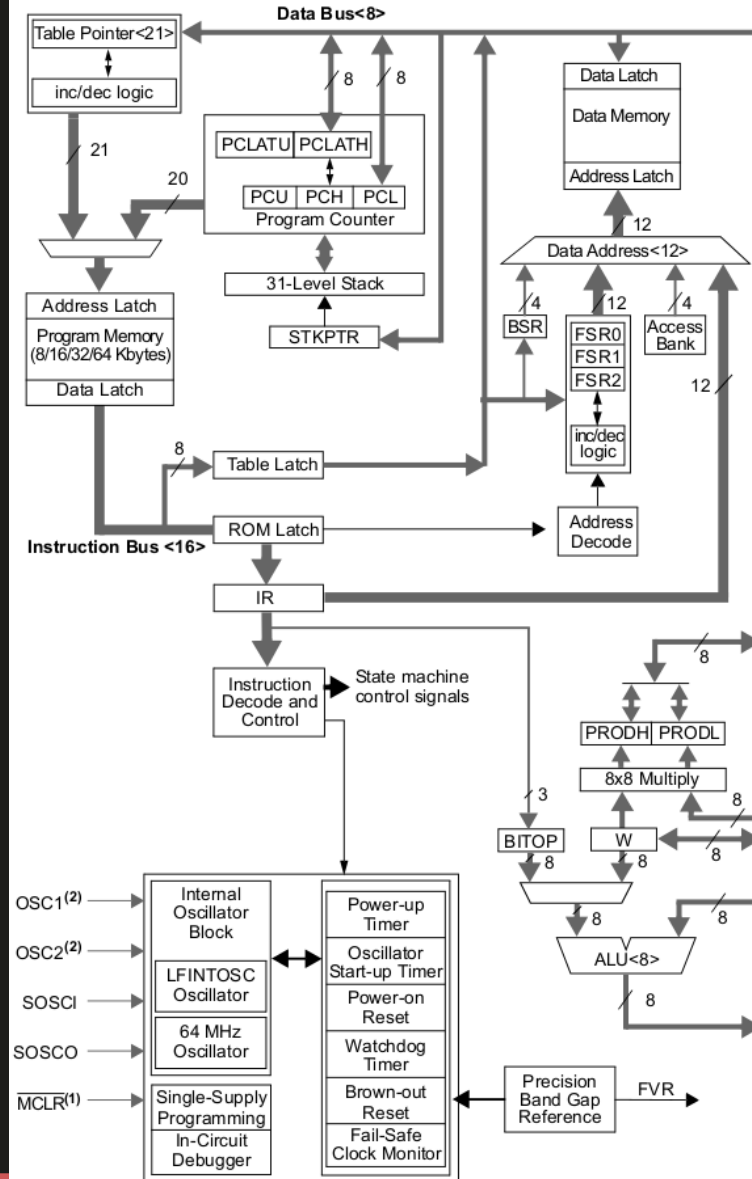 Data Bus<8>
Table Pointer<21>
inc/dec logic
21
20
8
8
PCLATU
PCLATH
PCU
PCH
PCL
Program Counter
31-Level Stack
STKPTR
Data Latch
Data Memory
Address Latch
12
Data Address<12>
4
12
4
BSR
FSR0
FSR1
FSR2
inc/dec
logic
Access
Bank
12
Address
Decode
Address Latch
Program Memory
(8/16/32/64 Kbytes)
Data Latch
8
Table Latch
ROM Latch
Instruction Bus <16>
IR
Instruction
Decode and
Control
State machine
control signals
8
PRODH
PRODL
8x8 Multiply
3
8
BITOP
W
8
8
8
8
8
ALU<8>
8
OSC1(2)
OSC2(2)
SOSCI
SOSCO
MCLR(1)
Internal
Oscillator
Block
LFINTOSC
Oscillator
64 MHz
Oscillator
Single-Supply
Programming
In-Circuit
Debugger
Power-up
Timer
Oscillator
Start-up Timer
Power-on
Reset
Watchdog
Timer
Brown-out
Reset
Fail-Safe
Clock Monitor
Precision
Band Gap
Reference
FVR